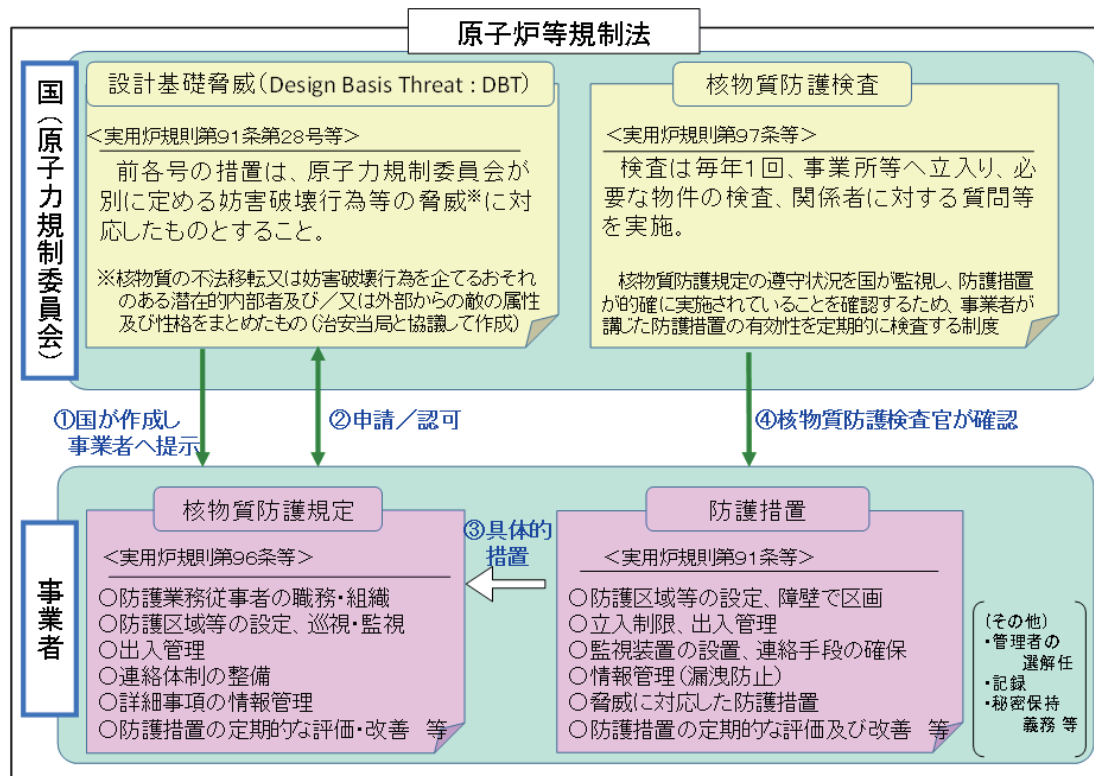 原子炉等規制法
国(原子力規制委員会)
設計基礎脅威(Design Basis Threat : DBT)
<実用炉規則第91条第28号等>
前各号の措置は、原子力規制委員会が
別に定める妨害破壊行為等の脅威※に対
応したものとすること。
※核物質の不法移転又は妨害破壊行為を企てるおそれ
のある潜在的内部者及び/又は外部からの敵の属性
及び性格をまとめたもの(治安当局と協議して作成)
核物質防護検査
<実用炉規則第97条等>
検査は毎年1回、事業所等へ立入り、必
要な物件の検査、関係者に対する質問等
を実施。
核物質防護規定の遵守状況を国が監視し、防護措置
が的確に実施されていることを確認するため、事業者が
講じた防護措置の有効性を定期的に検査する制度
①国が作成し
事業者へ提示
②申請/認可
④核物質防護検査官が確認
事業者
核物質防護規定
<実用炉規則第96条等>
○防護業務従事者の職務・組織
○防護区域等の設定、巡視・監視
○出入管理
○連絡体制の整備
○詳細事項の情報管理
○防護措置の定期的な評価・改善 等
③具体的
措置
防護措置
<実用炉規則第91条等>
○防護区域等の設定、障壁で区画
○立入制限、出入管理
○監視装置の設置、連絡手段の確保
○情報管理(漏洩防止)
○脅威に対応した防護措置
○防護措置の定期的な評価及び改善 等
(その他)
・管理者の
選解任
・記録
・秘密保持
義務 等